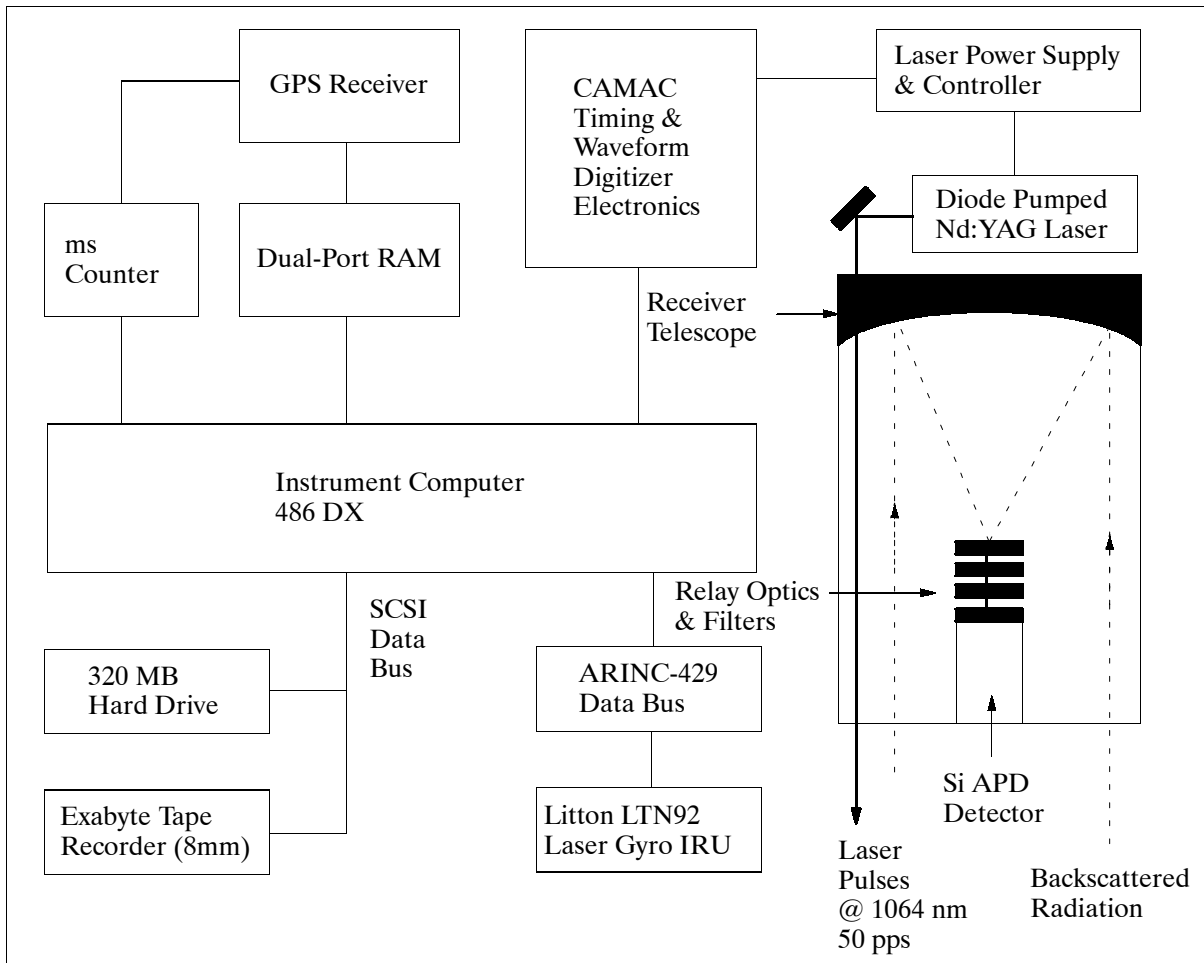 GPS Receiver
CAMAC
Timing &
Waveform
Digitizer
Electronics
Laser Power Supply
& Controller
Diode Pumped
Nd:YAG Laser
ms
Counter
Dual-Port RAM
Receiver
Telescope
Instrument Computer
486 DX
SCSI
Data
Bus
Relay Optics
& Filters
320 MB
Hard Drive
ARINC-429
Data Bus
Exabyte Tape
Recorder (8mm)
Litton LTN92
Laser Gyro IRU
Si APD
Detector
Laser
Pulses
@ 1064 nm
50 pps
Backscattered
Radiation